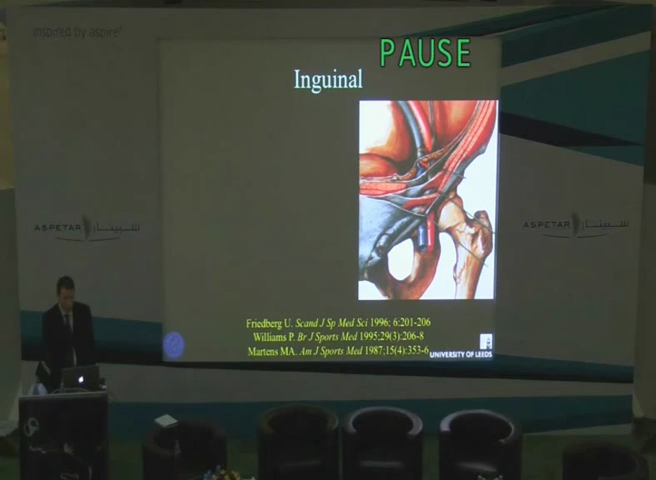 inspired by aspire
PAUSE
Inguinal
ASPETAR سبيتار
ASPETAR سبيتار
Friedberg U. Scand J Sp Med Sci 1996; 6:201-206
Williams P. Br J Sports Med 1995;29(3):206-8
Martens MA. Am J Sports Med 1987;15(4):353-6
UNIVERSITY OF LEEDS